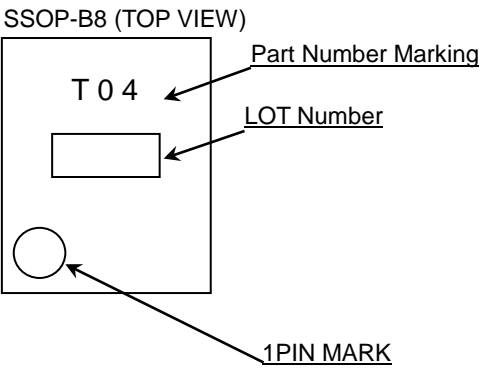 SSOP-B8 (TOP VIEW)
Part Number Marking
T 0 4
LOT Number
1PIN MARK